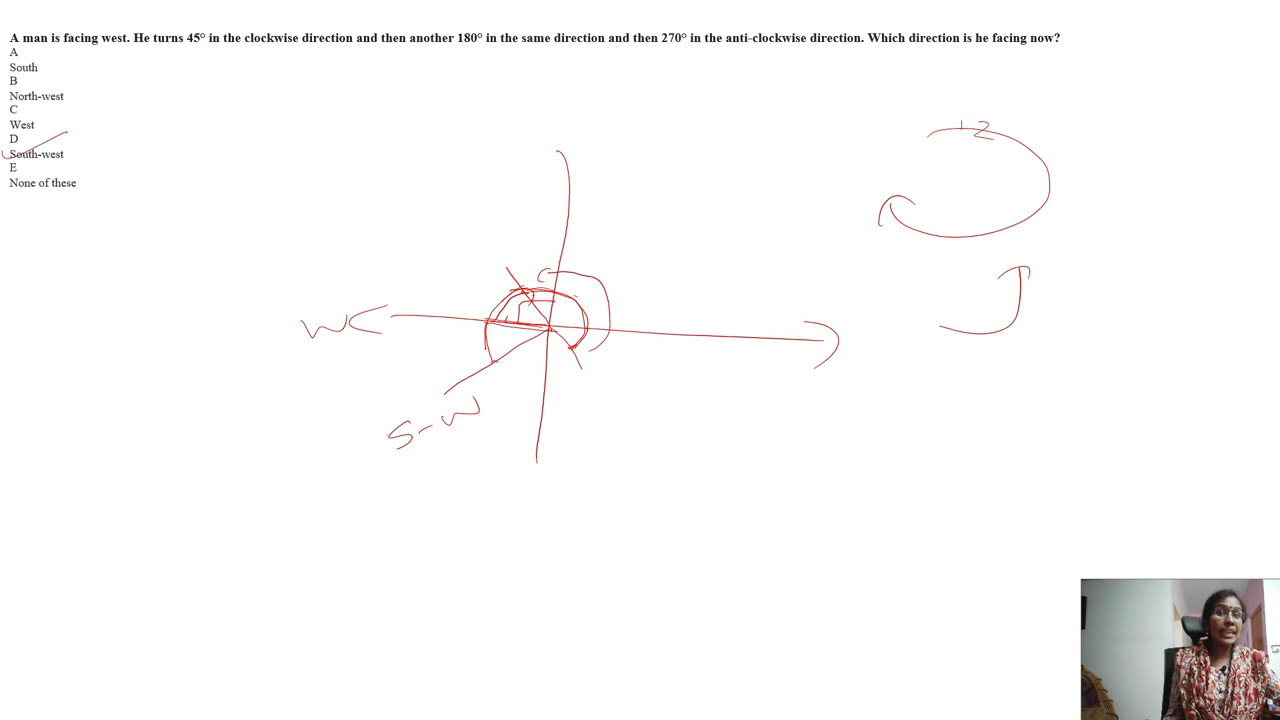 A man is facing west. He turns 45° in the clockwise direction and then another 180° in the same direction and then 270° in the anti-clockwise direction. Which direction is he facing now?
A
South
B
North-west
C
West
D
South-west
E
None of these
12
W
S-W